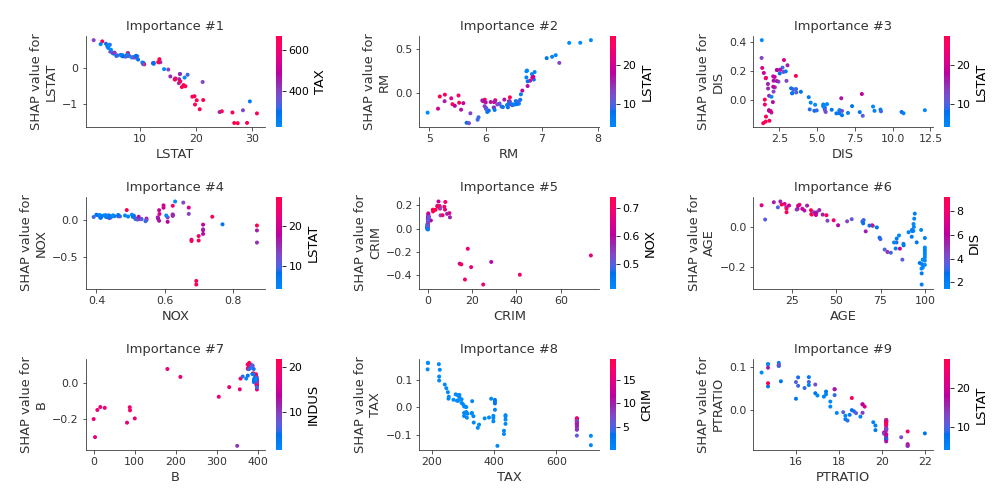 Importance #1
Importance #2
Importance #3
SHAP value for
LSTAT
0
−1
10
20
30
LSTAT
600
400
TAX
SHAP value for
RM
0.5
0.0
5
6
7
8
RM
20
10
LSTAT
SHAP value for
DIS
0.4
0.2
0.0
2.5
5.0
7.5
10.0
12.5
DIS
20
10
LSTAT
Importance #4
Importance #5
Importance #6
SHAP value for
NOX
0.0
−0.5
0.4
0.6
0.8
NOX
20
10
LSTAT
SHAP value for
CRIM
0.2
0.0
−0.2
−0.4
0
20
40
60
CRIM
0.7
0.6
0.5
NOX
SHAP value for
AGE
0.0
−0.2
25
50
75
100
AGE
8
6
4
2
DIS
Importance #7
Importance #8
Importance #9
SHAP value for
B
0.0
−0.2
0
100
200
300
400
B
20
10
INDUS
SHAP value for
TAX
0.1
0.0
−0.1
200
400
600
TAX
15
10
5
CRIM
SHAP value for
PTRATIO
0.1
0.0
16
18
20
22
PTRATIO
20
10
LSTAT